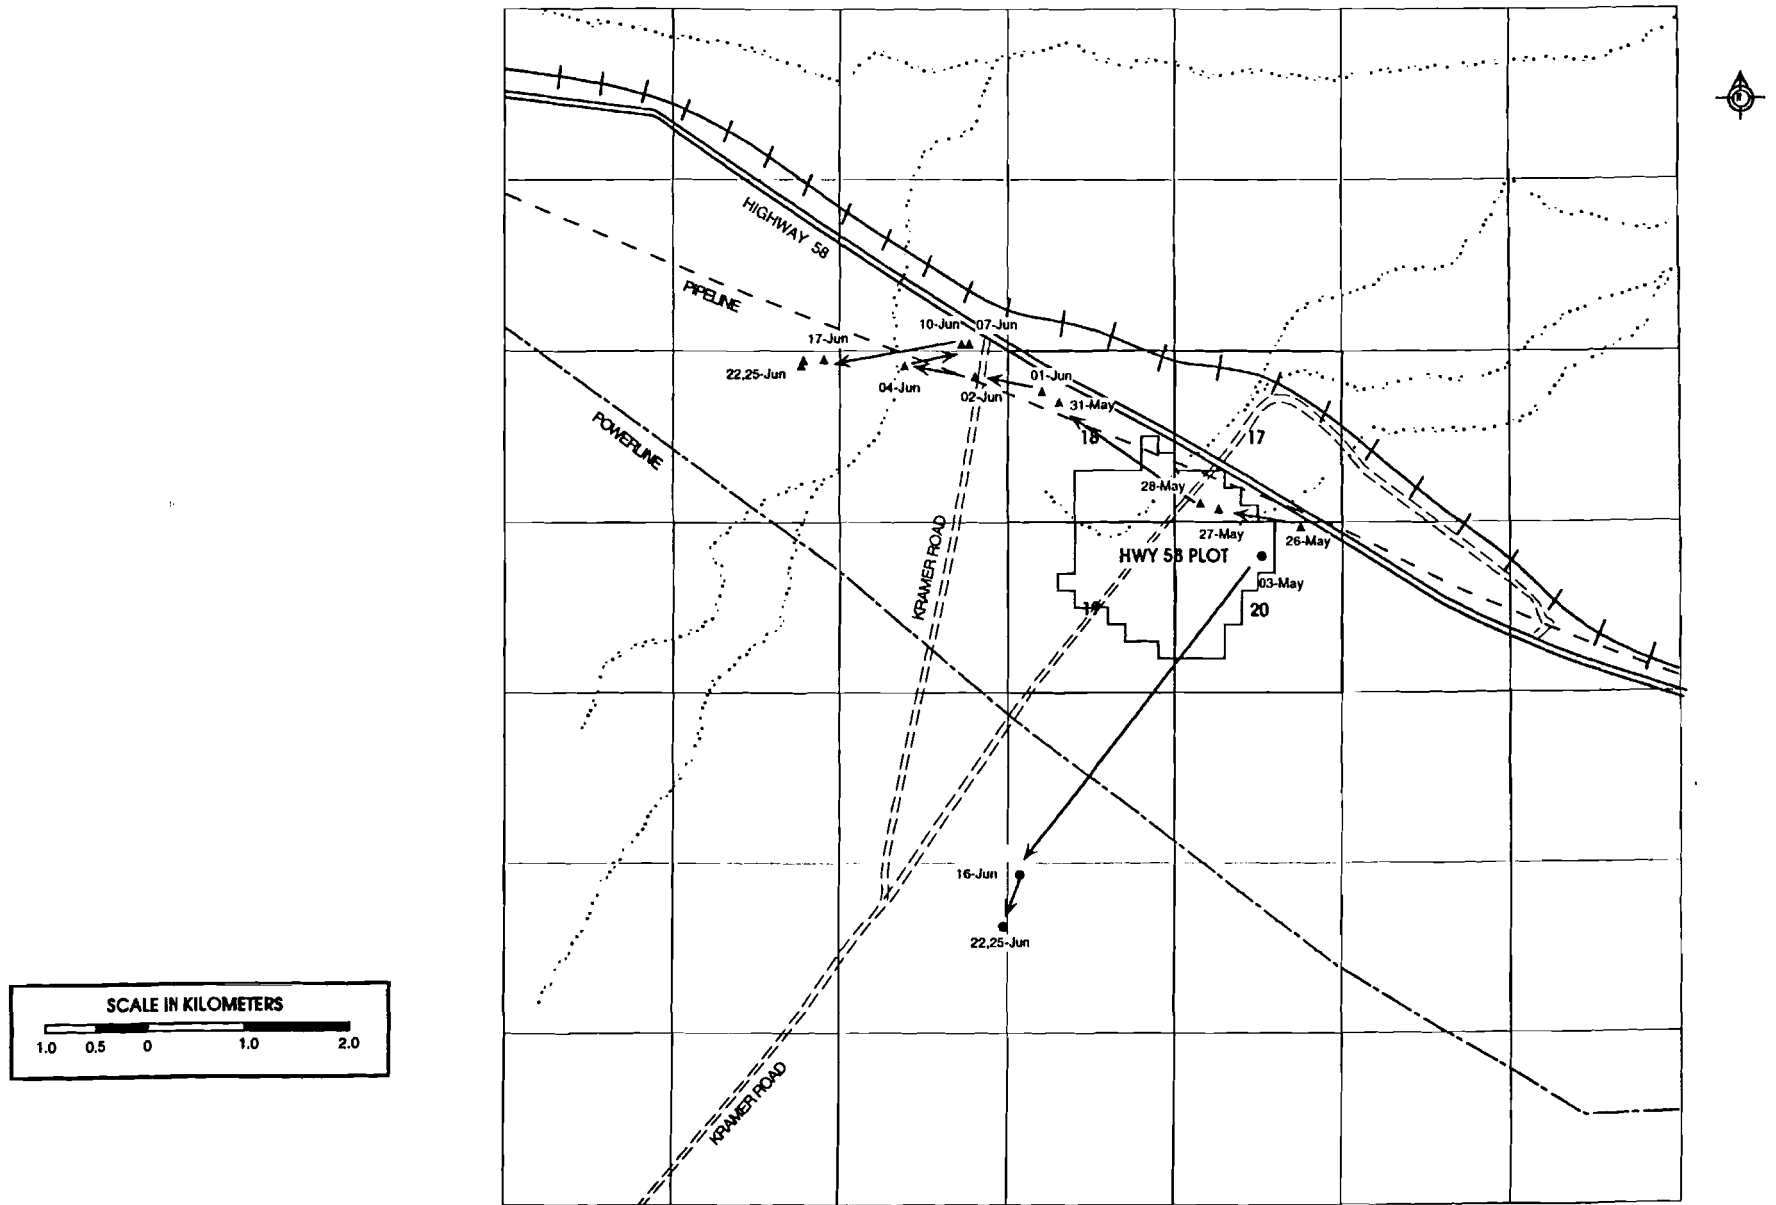 N
HIGHWAY 58
PIPELINE
10-Jun
07-Jun
17-Jun
22,25-Jun
04-Jun
02-Jun
01-Jun
31-May
POWERLINE
18
17
28-May
27-May
26-May
HWY 58 PLOT
03-May
19
20
KRAMER ROAD
16-Jun
22,25-Jun
SCALE IN KILOMETERS
1.0 0.5 0 1.0 2.0
KRAMER ROAD